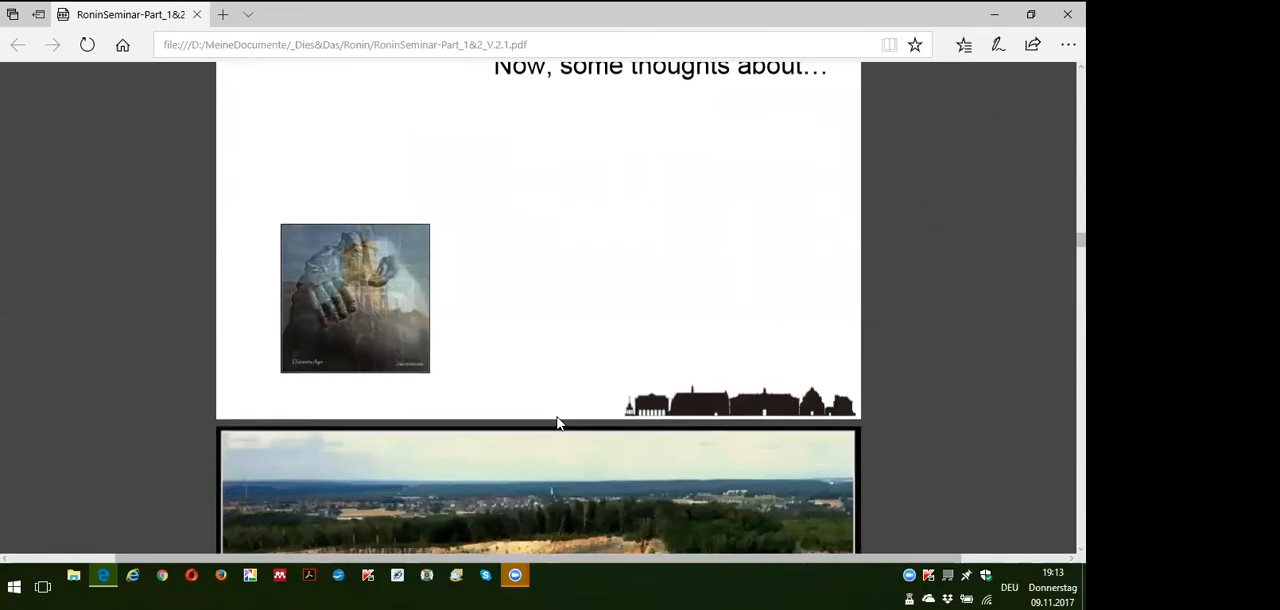 RoninSeminar-Part_1&2
file:///D:/MeineDocumente/_Dies&Das/Ronin/RoninSeminar-Part_1&2_V.2.1.pdf
Now, some thoughts about…
19:13
DEU Donnerstag
09.11.2017